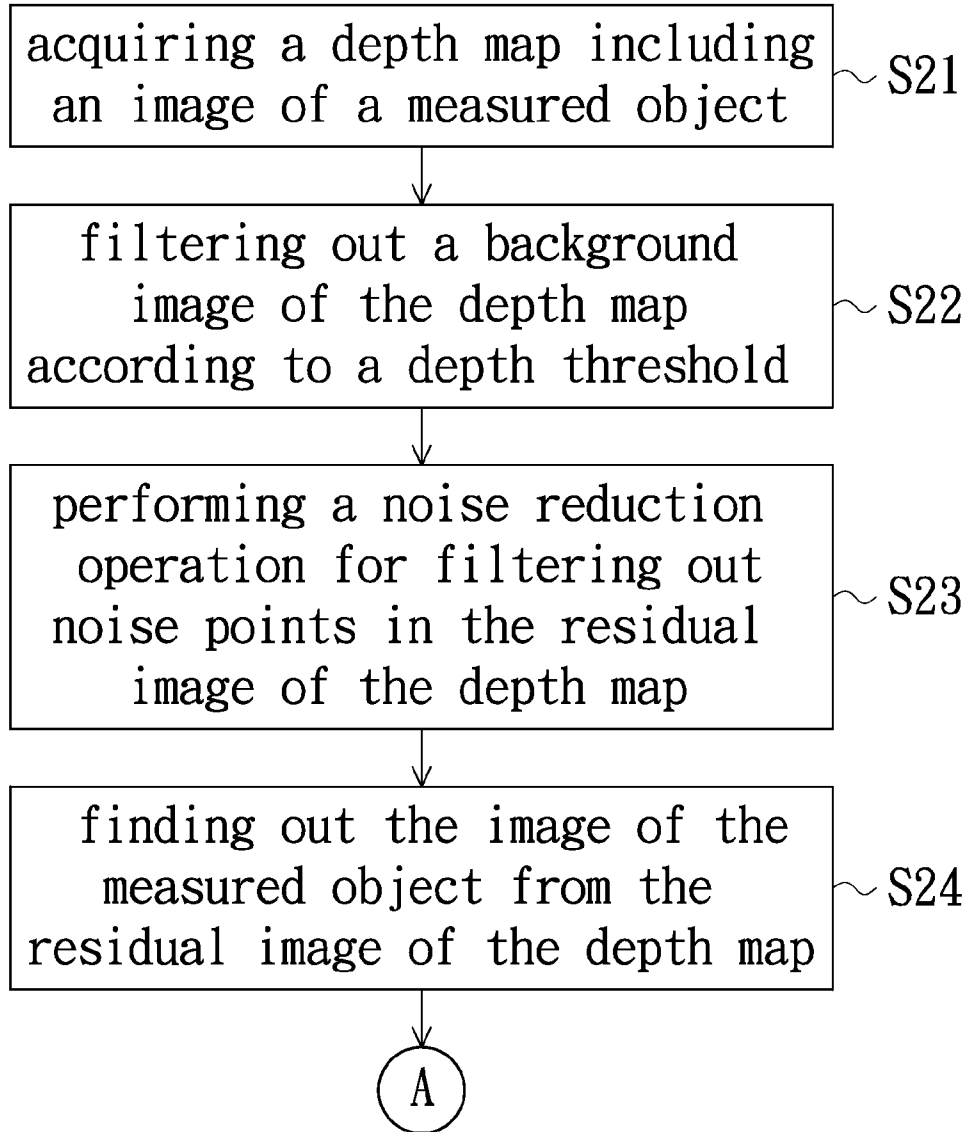 acquiring a depth map including
an image of a measured object
S21
filtering out a background
image of the depth map
according to a depth threshold
S22
performing a noise reduction
operation for filtering out
noise points in the residual
image of the depth map
S23
finding out the image of the
measured object from the
residual image of the depth map
S24
A